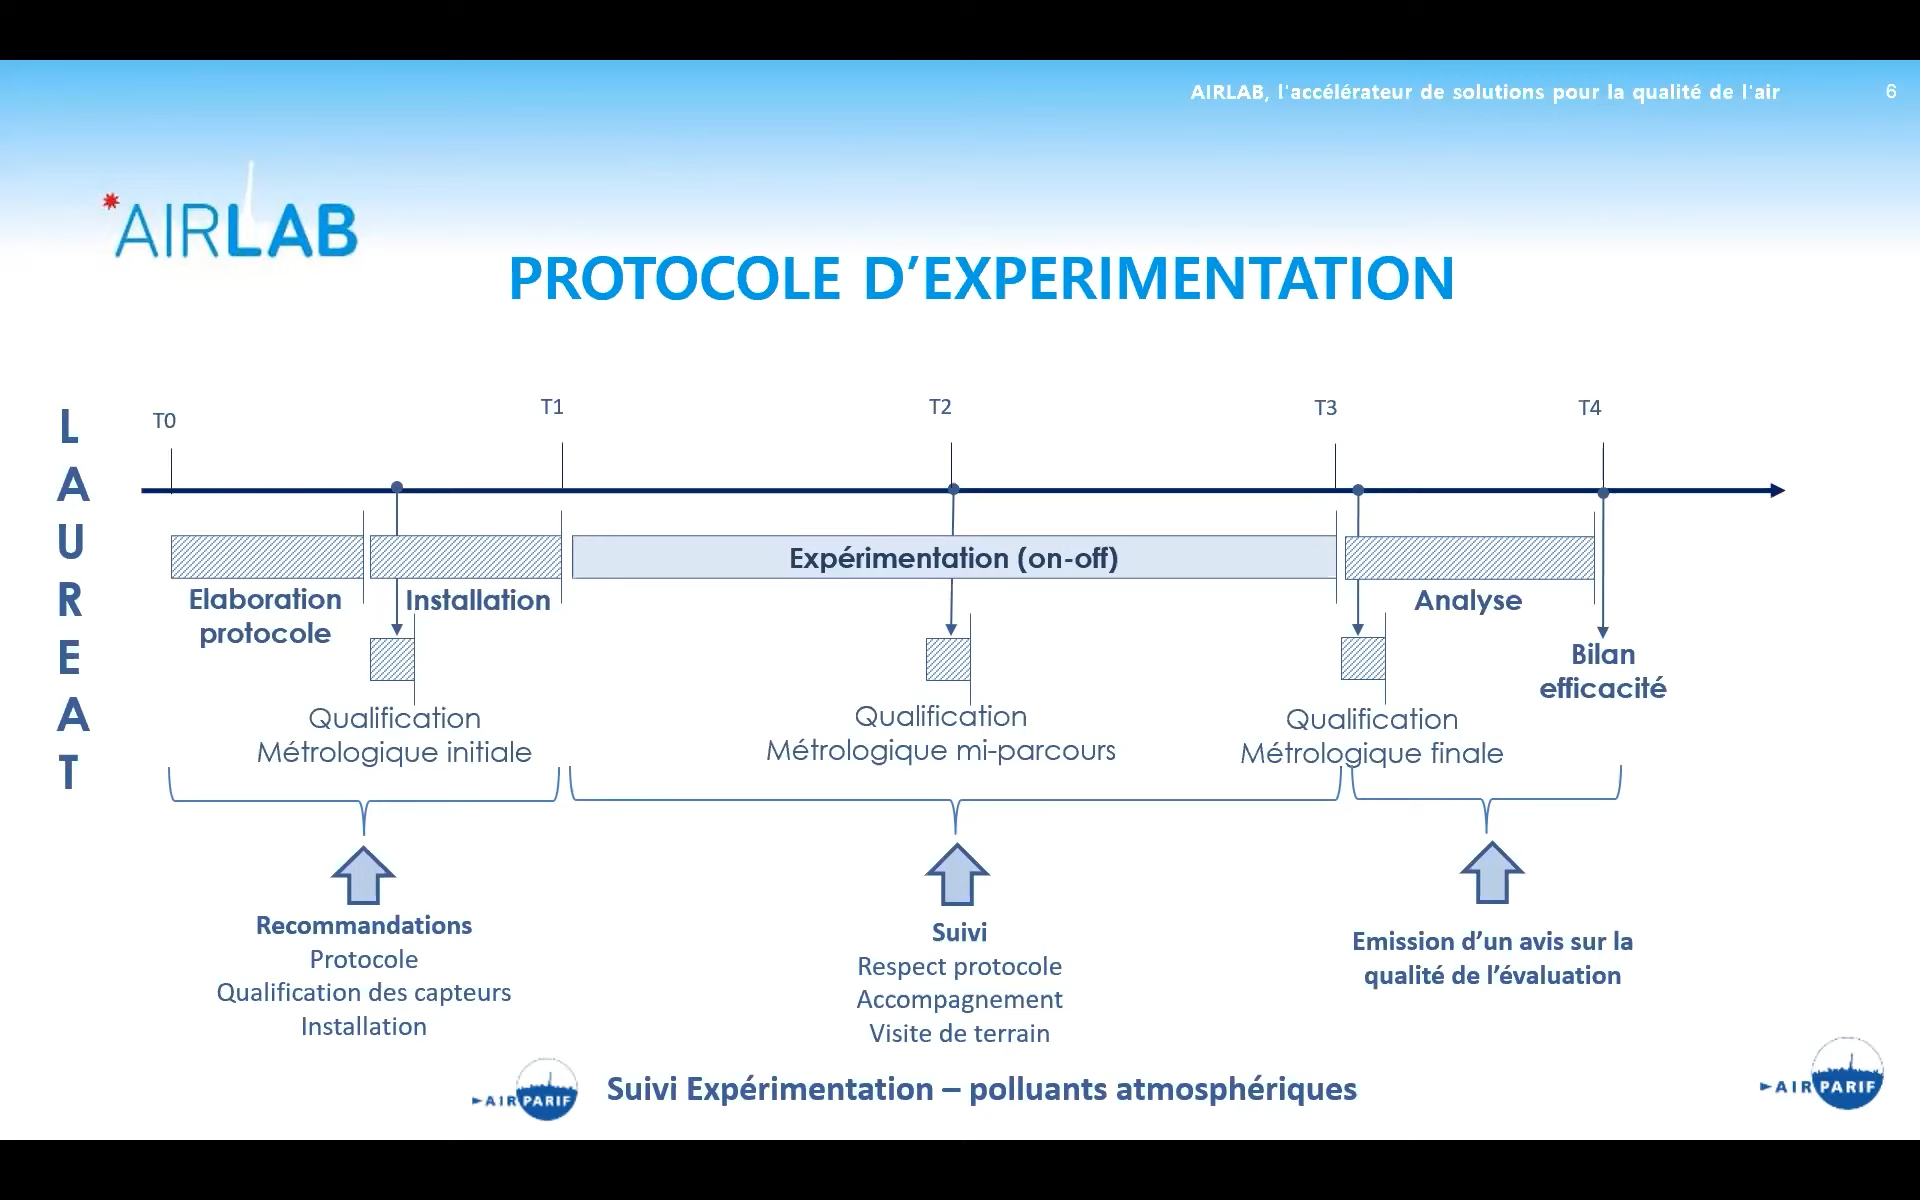 AIRLAB, l'accélérateur de solutions pour la qualité de l'air
6
*AIRLAB
PROTOCOLE D’EXPERIMENTATION
LAUREAT
T0
T1
T2
T3
T4
Expérimentation (on-off)
Elaboration
protocole
Installation
Analyse
Bilan
efficacité
Qualification
Métrologique initiale
Qualification
Métrologique mi-parcours
Qualification
Métrologique finale
Recommandations
Protocole
Qualification des capteurs
Installation
Suivi
Respect protocole
Accompagnement
Visite de terrain
Emission d’un avis sur la
qualité de l’évaluation
AIRPARIF
Suivi Expérimentation – polluants atmosphériques
AIRPARIF